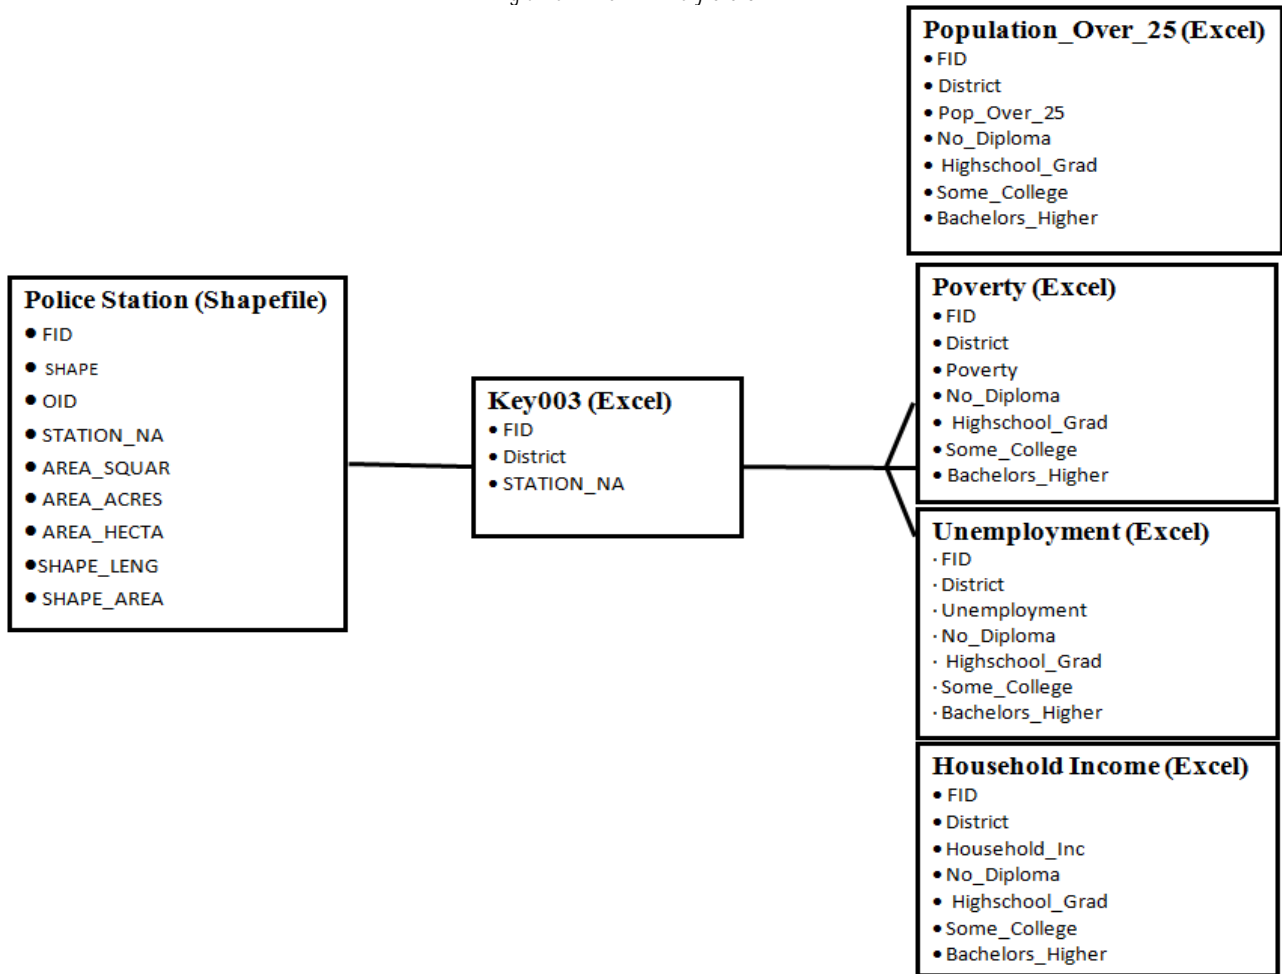 Population_Over_25 (Excel)
• FID
• District
• Pop_Over_25
• No_Diploma
• Highschool_Grad
• Some_College
• Bachelors_Higher
Police Station (Shapefile)
• FID
• SHAPE
• OID
• STATION_NA
• AREA_SQUAR
• AREA_ACRES
• AREA_HECTA
• SHAPE_LENG
• SHAPE_AREA
Key003 (Excel)
• FID
• District
• STATION_NA
Poverty (Excel)
• FID
• District
• Poverty
• No_Diploma
• Highschool_Grad
• Some_College
• Bachelors_Higher
Unemployment (Excel)
· FID
· District
· Unemployment
· No_Diploma
· Highschool_Grad
· Some_College
· Bachelors_Higher
Household Income (Excel)
• FID
• District
• Household_Inc
• No_Diploma
• Highschool_Grad
• Some_College
• Bachelors_Higher